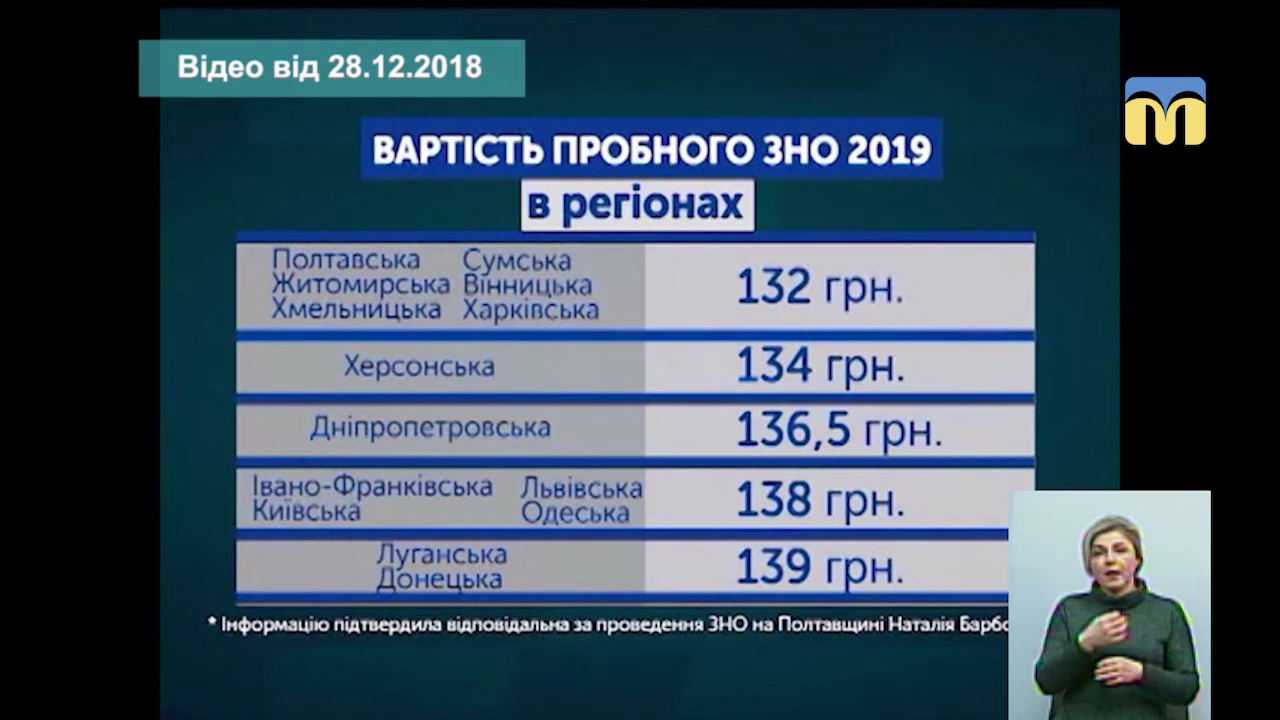 Відео від 28.12.2018
ВАРТІСТЬ ПРОБНОГО ЗНО 2019
в регіонах
Полтавська Сумська
Житомирська Вінницька
Хмельницька Харківська
132 грн.
Херсонська
134 грн.
Дніпропетровська
136,5 грн.
Івано-Франківська Львівська
Київська Одеська
138 грн.
Луганська
Донецька
139 грн.
* Інформацію підтвердила відповідальна за проведення ЗНО на Полтавщині Наталія